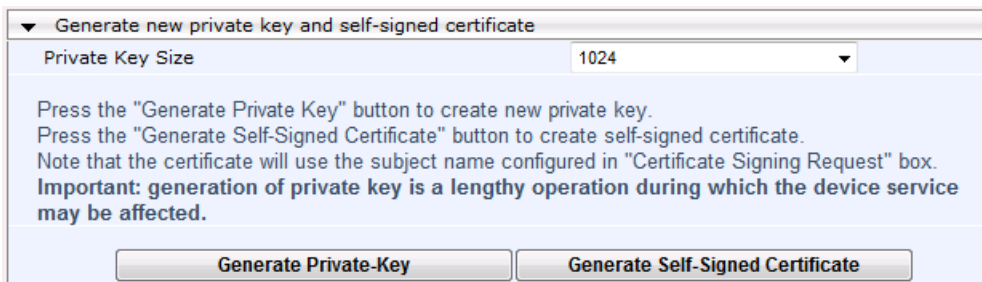 Generate new private key and self-signed certificate
Private Key Size 1024
Press the "Generate Private Key" button to create new private key.
Press the "Generate Self-Signed Certificate" button to create self-signed certificate.
Note that the certificate will use the subject name configured in "Certificate Signing Request" box.
Important: generation of private key is a lengthy operation during which the device service
may be affected.
Generate Private-Key Generate Self-Signed Certificate